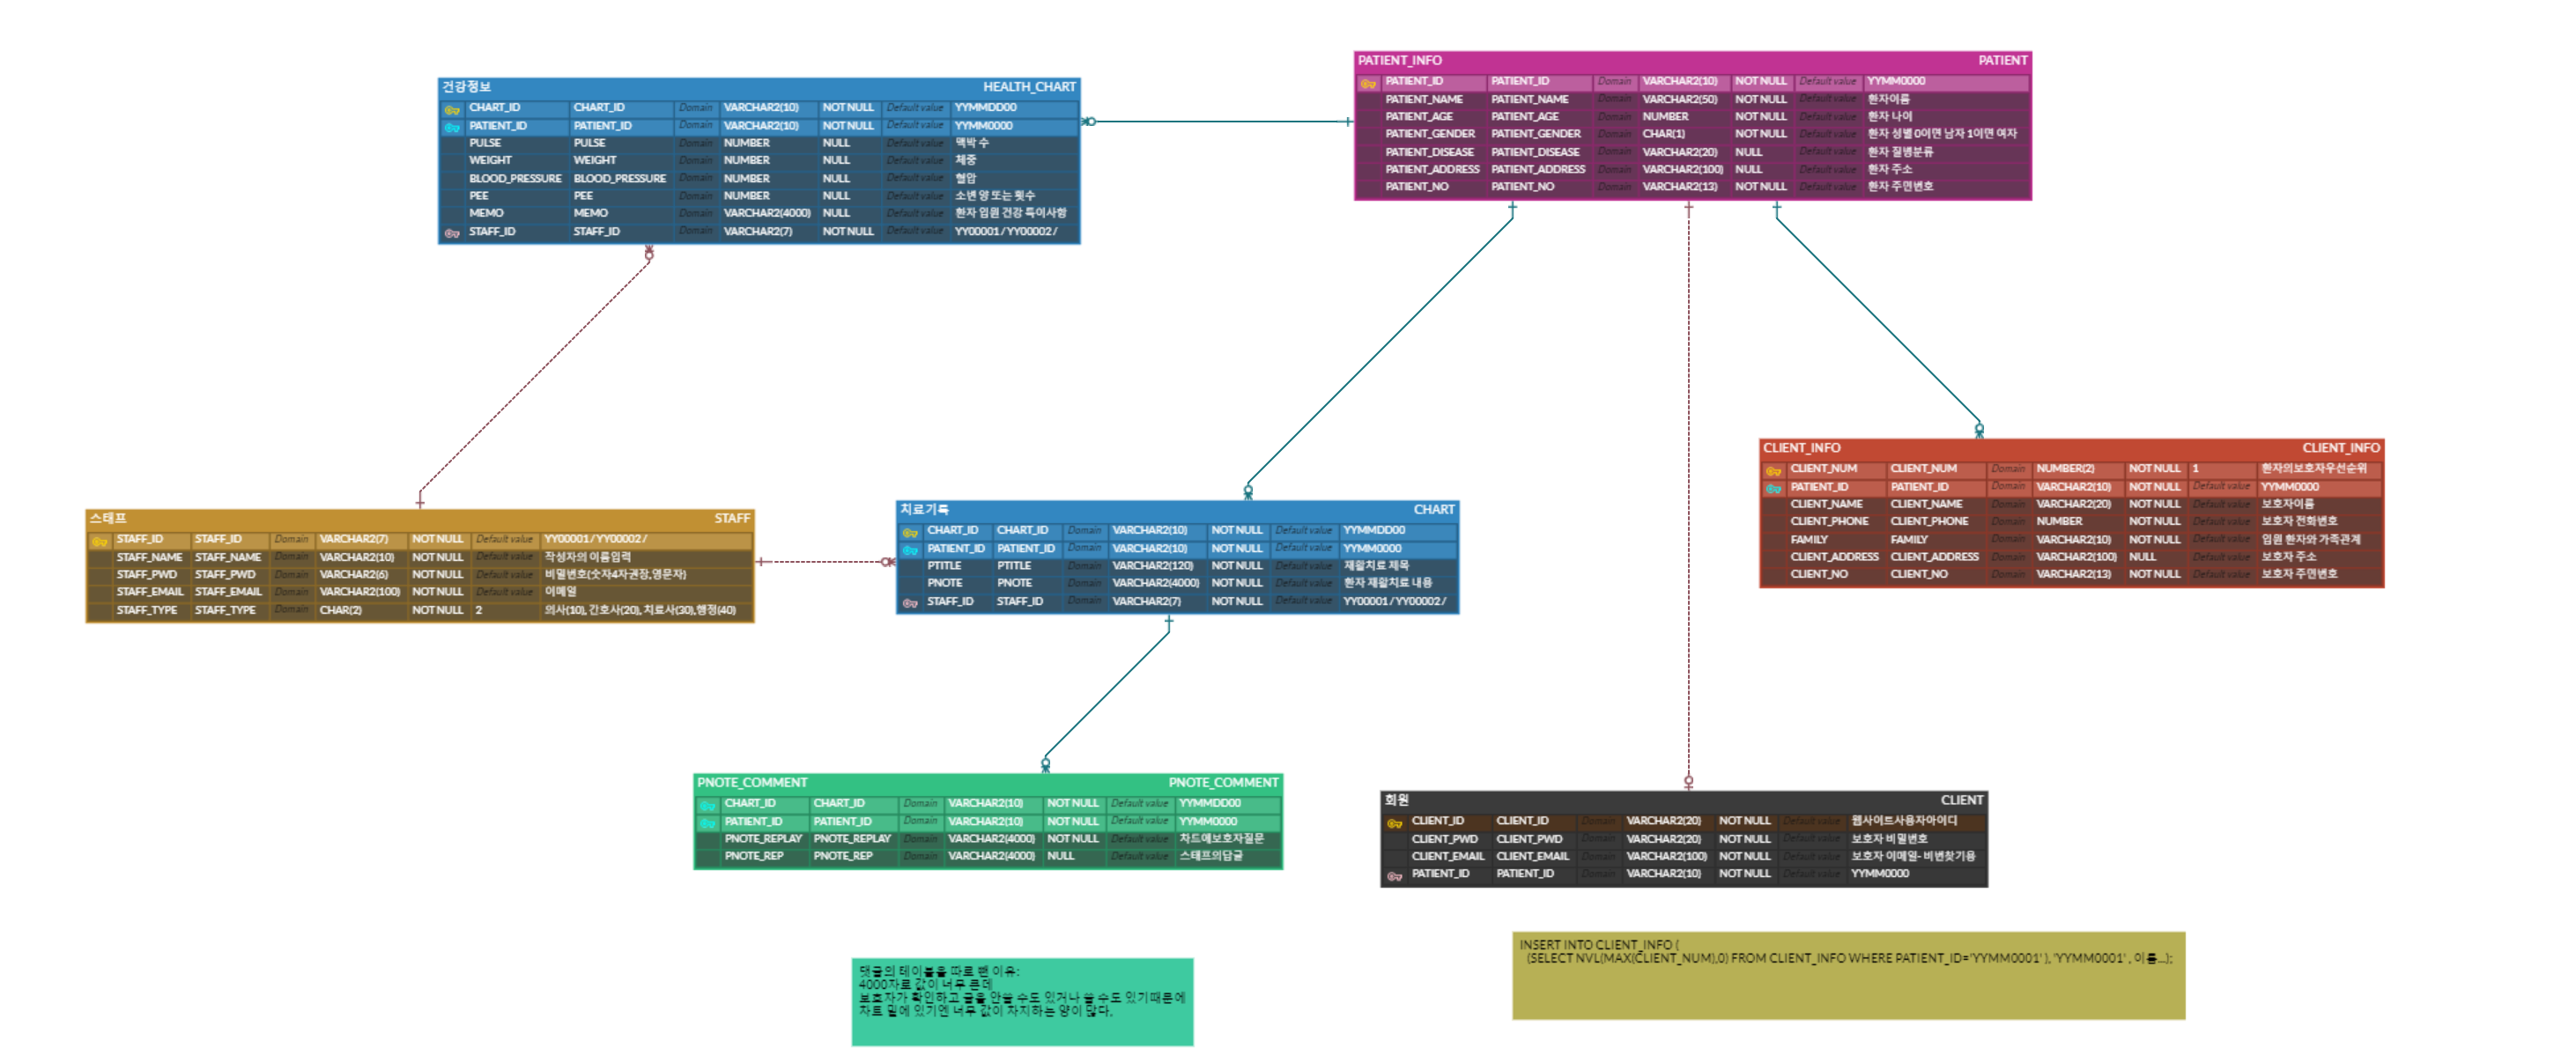 PATIENT_INFO PATIENT
PATIENT_ID PATIENT_ID Domain VARCHAR2(10) NOT NULL Default value YYMM0000
PATIENT_NAME PATIENT_NAME Domain VARCHAR2(50) NOT NULL Default value 환자이름
PATIENT_AGE PATIENT_AGE Domain NUMBER NOT NULL Default value 환자 나이
PATIENT_GENDER PATIENT_GENDER Domain CHAR(1) NOT NULL Default value 환자 성별 0이면 남자 1이면 여자
PATIENT_DISEASE PATIENT_DISEASE Domain VARCHAR2(20) NULL Default value 환자 질병분류
PATIENT_ADDRESS PATIENT_ADDRESS Domain VARCHAR2(100) NULL Default value 환자 주소
PATIENT_NO PATIENT_NO Domain VARCHAR2(13) NOT NULL Default value 환자 주민번호
건강정보 HEALTH_CHART
CHART_ID CHART_ID Domain VARCHAR2(10) NOT NULL Default value YYMMDD00
PATIENT_ID PATIENT_ID Domain VARCHAR2(10) NOT NULL Default value YYMM0000
PULSE PULSE Domain NUMBER NULL Default value 맥박 수
WEIGHT WEIGHT Domain NUMBER NULL Default value 체중
BLOOD_PRESSURE BLOOD_PRESSURE Domain NUMBER NULL Default value 혈압
PEE PEE Domain NUMBER NULL Default value 소변 양 또는 횟수
MEMO MEMO Domain VARCHAR2(4000) NULL Default value 환자 입원 건강 특이사항
STAFF_ID STAFF_ID Domain VARCHAR2(7) NOT NULL Default value YY00001 / YY00002 /
CLIENT_INFO CLIENT_INFO
CLIENT_NUM CLIENT_NUM Domain NUMBER(2) NOT NULL 1 환자의보호자우선순위
PATIENT_ID PATIENT_ID Domain VARCHAR2(10) NOT NULL Default value YYMM0000
CLIENT_NAME CLIENT_NAME Domain VARCHAR2(20) NOT NULL Default value 보호자이름
CLIENT_PHONE CLIENT_PHONE Domain NUMBER NOT NULL Default value 보호자 전화번호
FAMILY FAMILY Domain VARCHAR2(10) NOT NULL Default value 입원 환자와 가족관계
CLIENT_ADDRESS CLIENT_ADDRESS Domain VARCHAR2(100) NULL Default value 보호자 주소
CLIENT_NO CLIENT_NO Domain VARCHAR2(13) NOT NULL Default value 보호자 주민번호
스태프 STAFF
STAFF_ID STAFF_ID Domain VARCHAR2(7) NOT NULL Default value YY00001 / YY00002 /
STAFF_NAME STAFF_NAME Domain VARCHAR2(10) NOT NULL Default value 작성자의 이름입력
STAFF_PWD STAFF_PWD Domain VARCHAR2(6) NOT NULL Default value 비밀번호(숫자4자권장,영문자)
STAFF_EMAIL STAFF_EMAIL Domain VARCHAR2(100) NOT NULL Default value 이메일
STAFF_TYPE STAFF_TYPE Domain CHAR(2) NOT NULL 2 의사(10), 간호사(20), 치료사(30),행정(40)
치료기록 CHART
CHART_ID CHART_ID Domain VARCHAR2(10) NOT NULL Default value YYMMDD00
PATIENT_ID PATIENT_ID Domain VARCHAR2(10) NOT NULL Default value YYMM0000
PTITLE PTITLE Domain VARCHAR2(120) NOT NULL Default value 재활치료 제목
PNOTE PNOTE Domain VARCHAR2(4000) NOT NULL Default value 환자 재활치료 내용
STAFF_ID STAFF_ID Domain VARCHAR2(7) NOT NULL Default value YY00001 / YY00002 /
PNOTE_COMMENT PNOTE_COMMENT
CHART_ID CHART_ID Domain VARCHAR2(10) NOT NULL Default value YYMMDD00
PATIENT_ID PATIENT_ID Domain VARCHAR2(10) NOT NULL Default value YYMM0000
PNOTE_REPLAY PNOTE_REPLAY Domain VARCHAR2(4000) NOT NULL Default value 차트에보호자질문
PNOTE_REP PNOTE_REP Domain VARCHAR2(4000) NULL Default value 스태프의답글
회원 CLIENT
CLIENT_ID CLIENT_ID Domain VARCHAR2(20) NOT NULL Default value 웹사이트사용자아이디
CLIENT_PWD CLIENT_PWD Domain VARCHAR2(20) NOT NULL Default value 보호자 비밀번호
CLIENT_EMAIL CLIENT_EMAIL Domain VARCHAR2(100) NOT NULL Default value 보호자 이메일- 비번찾기용
PATIENT_ID PATIENT_ID Domain VARCHAR2(10) NOT NULL Default value YYMM0000
INSERT INTO CLIENT_INFO (
(SELECT NVL(MAX(CLIENT_NUM),0) FROM CLIENT_INFO WHERE PATIENT_ID='YYMM0001' ), 'YYMM0001' , 이름...);
댓글의 테이블을 따로 뺀 이유:
4000자로 값이 너무 큰데
보호자가 확인하고 글을 안쓸 수도 있거나 쓸 수도 있기때문에
차트 밑에 있기엔 너무 값이 차지하는 양이 많다.